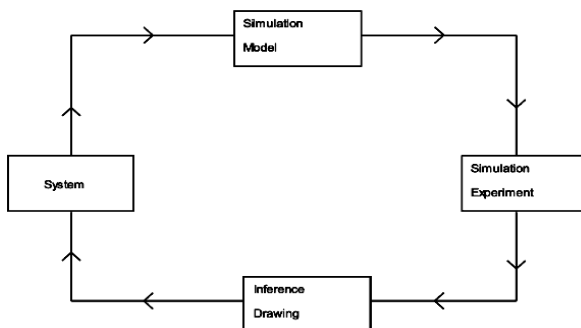 Simulation
Model
System
Simulation
Experiment
Inference
Drawing